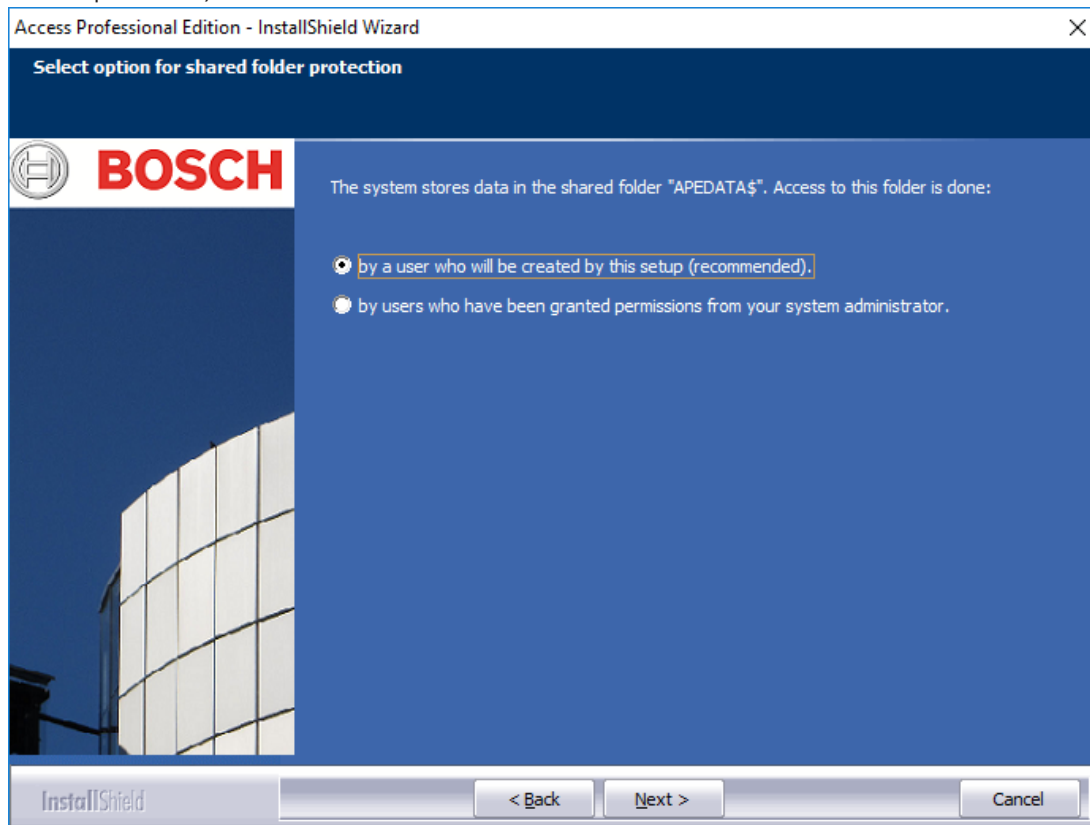 Access Professional Edition - InstallShield Wizard
Select option for shared folder protection
BOSCH
The system stores data in the shared folder "APEDATA$". Access to this folder is done:
by a user who will be created by this setup (recommended).
by users who have been granted permissions from your system administrator.
InstallShield
< Back
Next >
Cancel